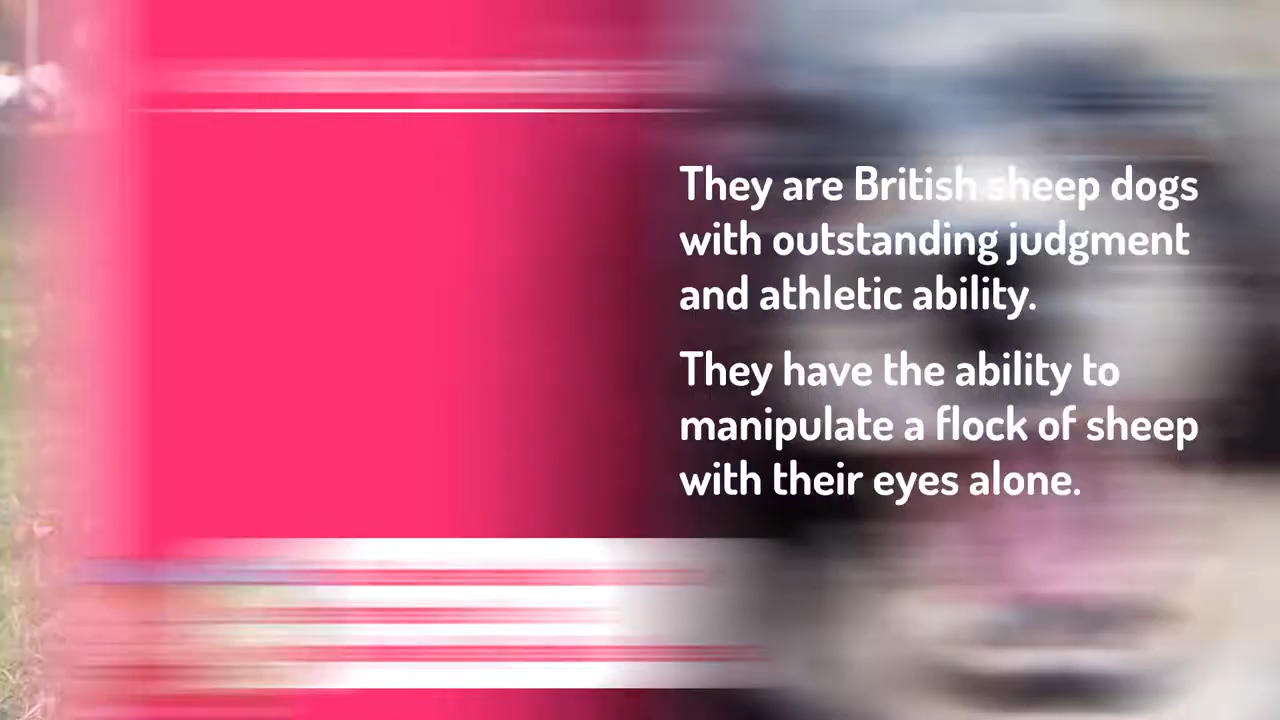 They are British sheep dogs
with outstanding judgment
and athletic ability.
They have the ability to
manipulate a flock of sheep
with their eyes alone.